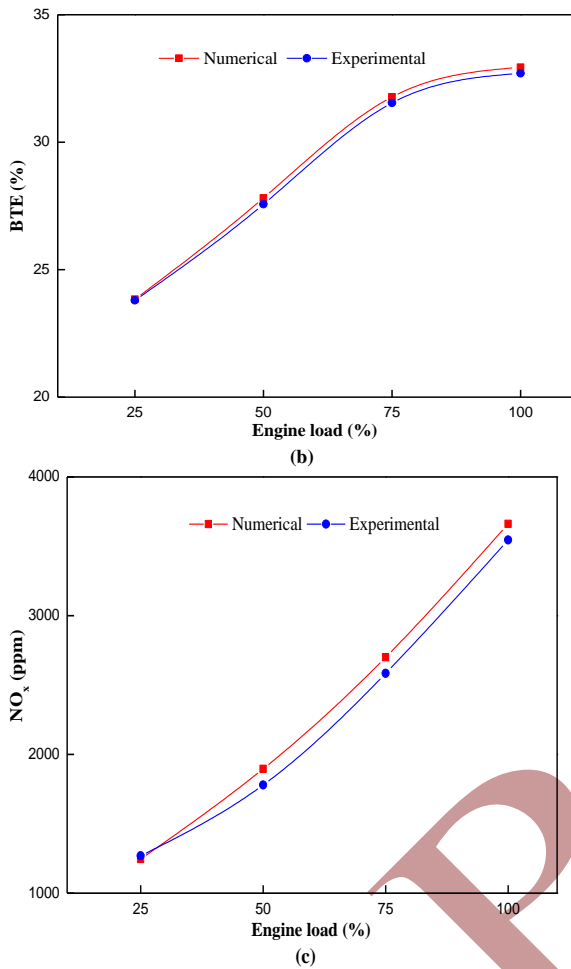 35
30
25
20
BTE (%)
Numerical Experimental
25 50 75 100
Engine load (%)
(b)
4000
3000
2000
1000
NOx (ppm)
Numerical Experimental
25 50 75 100
Engine load (%)
(c)
P